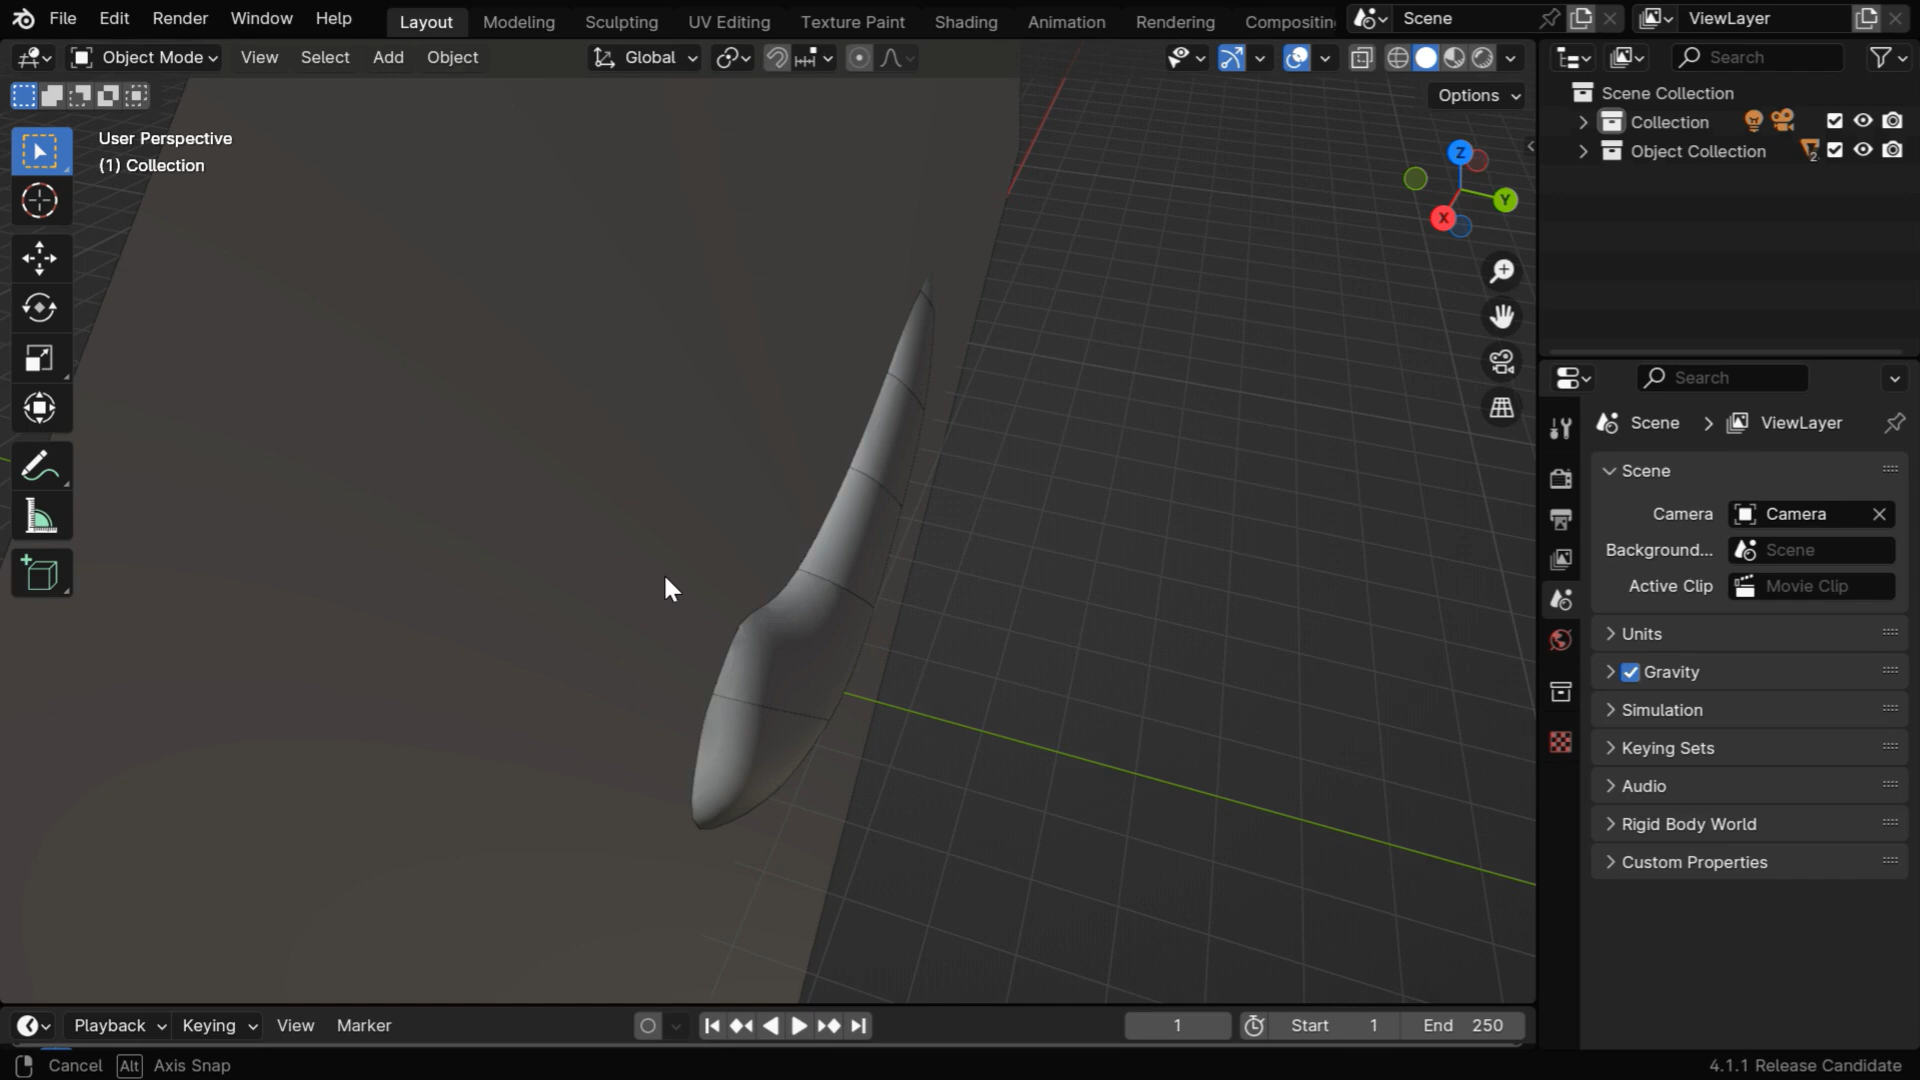 File Edit Render Window Help Layout Modeling Sculpting UV Editing Texture Paint Shading Animation Rendering Compositin Scene ViewLayer
Object Mode View Select Add Object Global Search
Options
User Perspective
(1) Collection
Z
Y
X
Scene Collection
Collection
Object Collection 2
Search
Scene ViewLayer
Scene
Camera Camera
Background... Scene
Active Clip Movie Clip
Units
Gravity
Simulation
Keying Sets
Audio
Rigid Body World
Custom Properties
Playback Keying View Marker 1 Start 1 End 250
Cancel Alt Axis Snap 4.1.1 Release Candidate